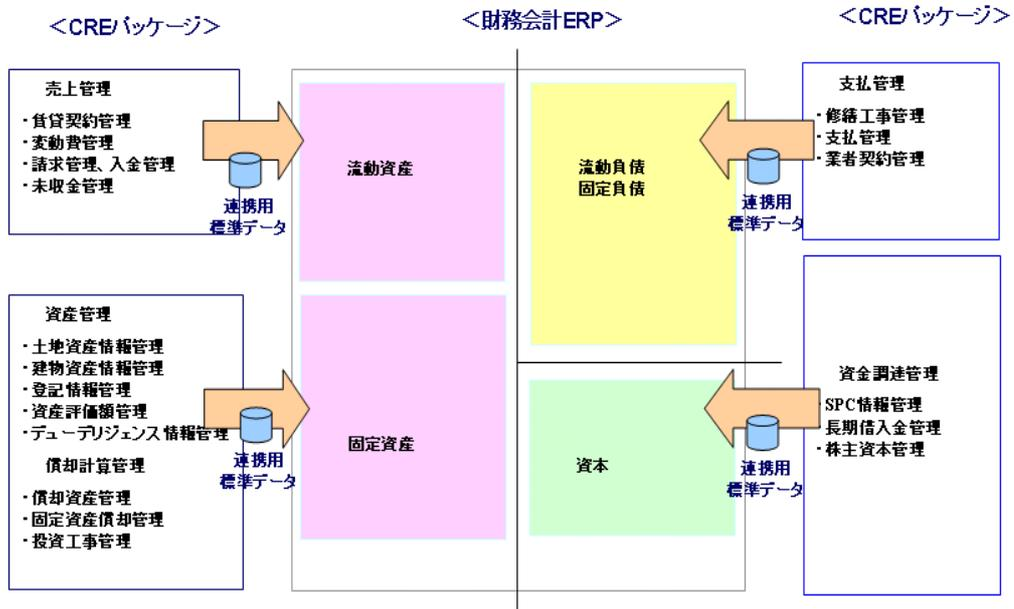 ＜CREパッケージ＞
売上管理
・賃貸契約管理
・変動費管理
・請求管理、入金管理
・未収金管理
連携用
標準データ
資産管理
・土地資産情報管理
・建物資産情報管理
・登記情報管理
・資産評価額管理
・デューデリジェンス情報管理
償却計算管理
・償却資産管理
・固定資産償却管理
・投資工事管理
連携用
標準データ
＜財務会計ERP＞
流動資産
固定資産
流動負債
固定負債
資本
＜CREパッケージ＞
支払管理
・修繕工事管理
・支払管理
・業者契約管理
連携用
標準データ
資金調達管理
・SPC情報管理
・長期借入金管理
・株主資本管理
連携用
標準データ